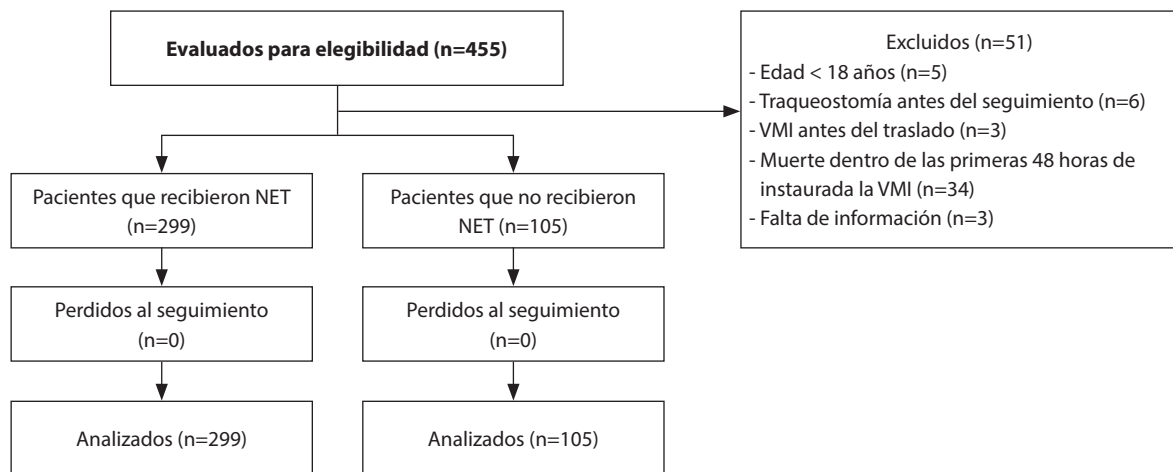 Evaluados para elegibilidad (n=455)
Excluidos (n=51)
- Edad < 18 años (n=5)
- Traqueostomía antes del seguimiento (n=6)
- VMI antes del traslado (n=3)
- Muerte dentro de las primeras 48 horas de
instaurada la VMI (n=34)
- Falta de información (n=3)
Pacientes que recibieron NET
(n=299)
Pacientes que no recibieron
NET (n=105)
Perdidos al seguimiento
(n=0)
Perdidos al seguimiento
(n=0)
Analizados (n=299)
Analizados (n=105)